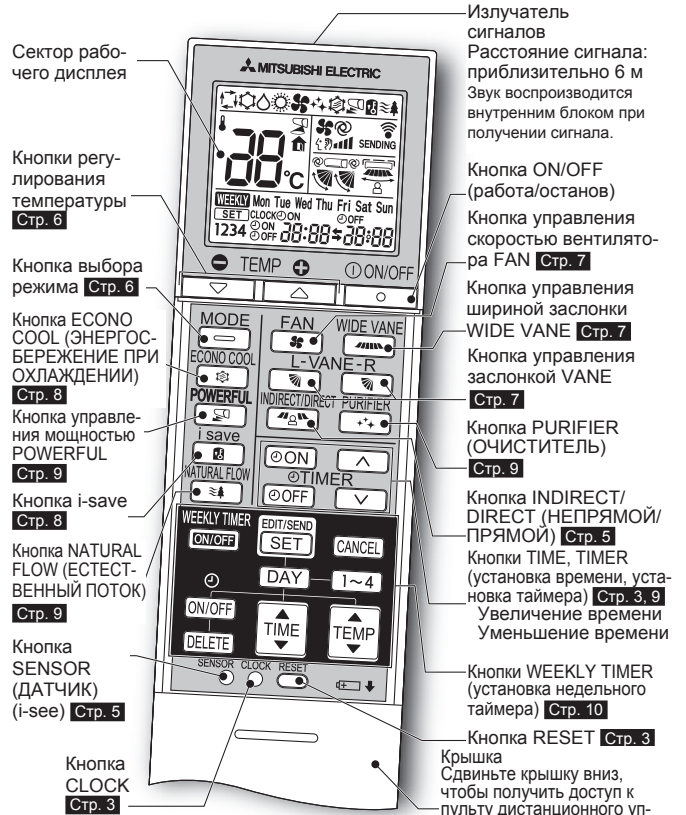 Сектор рабо-
чего дисплея
Кнопки регу-
лирования
температуры
Стр. 6
Кнопка выбора
режима Стр. 6
Кнопка ECONO
COOL (ЭНЕРГОС-
БЕРЕЖЕНИЕ ПРИ
ОХЛАЖДЕНИИ)
Стр. 8
Кнопка управле-
ния мощностью
POWERFUL
Стр. 9
Кнопка i-save
Стр. 8
Кнопка NATURAL
FLOW (ЕСТЕСТ-
ВЕННЫЙ ПОТОК)
Стр. 9
Кнопка
SENSOR
(ДАТЧИК)
(i-see) Стр. 5
Кнопка
CLOCK
Стр. 3
MITSUBISHI ELECTRIC
SENDING
88°C
WEEKLY Mon Tue Wed Thu Fri Sat Sun
SET CLOCK ON OFF
1234 ON OFF 88:88 88:88
TEMP ON/OFF
MODE FAN WIDE VANE
ECONO COOL L-VANE-R
POWERFUL INDIRECT/DIRECT PURIFIER
i save
ON
TIMER
NATURAL FLOW OFF
WEEKLY TIMER EDIT/SEND
ON/OFF SET CANCEL
DAY 1~4
ON/OFF TIME TEMP
DELETE
SENSOR CLOCK RESET
Излучатель
сигналов
Расстояние сигнала:
приблизительно 6 м
Звук воспроизводится
внутренним блоком при
получении сигнала.
Кнопка ON/OFF
(работа/останов)
Кнопка управления
скоростью вентилято-
ра FAN Стр. 7
Кнопка управления
шириной заслонки
WIDE VANE Стр. 7
Кнопка управления
заслонкой VANE
Стр. 7
Кнопка PURIFIER
(ОЧИСТИТЕЛЬ)
Стр. 9
Кнопка INDIRECT/
DIRECT (НЕПРЯМОЙ/
ПРЯМОЙ) Стр. 5
Кнопки TIME, TIMER
(установка времени, уста-
новка таймера) Стр. 3, 9
Увеличение времени
Уменьшение времени
Кнопки WEEKLY TIMER
(установка недельного
таймера) Стр. 10
Кнопка RESET Стр. 3
Крышка
Сдвиньте крышку вниз,
чтобы получить доступ к
пульту дистанционного уп-